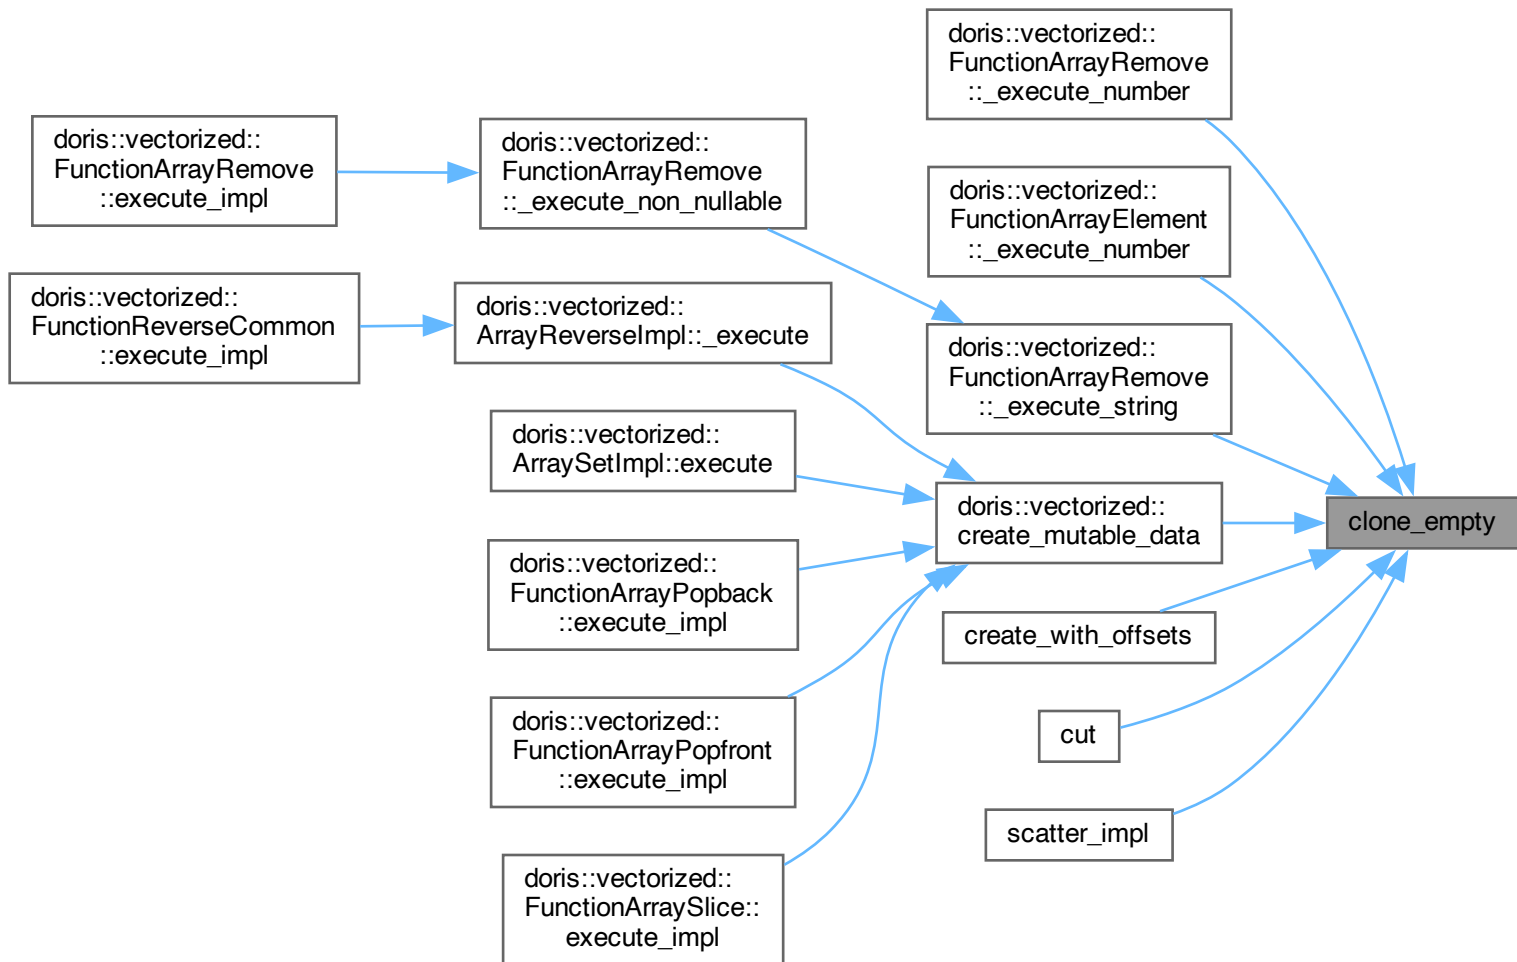 doris::vectorized::
FunctionArrayRemove
::_execute_number
doris::vectorized::
FunctionArrayRemove
::execute_impl
doris::vectorized::
FunctionArrayRemove
::_execute_non_nullable
doris::vectorized::
FunctionArrayElement
::_execute_number
doris::vectorized::
FunctionReverseCommon
::execute_impl
doris::vectorized::
ArrayReverseImpl::_execute
doris::vectorized::
FunctionArrayRemove
::_execute_string
doris::vectorized::
ArraySetImpl::execute
doris::vectorized::
create_mutable_data
clone_empty
doris::vectorized::
FunctionArrayPopback
::execute_impl
create_with_offsets
doris::vectorized::
FunctionArrayPopfront
::execute_impl
cut
scatter_impl
doris::vectorized::
FunctionArraySlice::
execute_impl